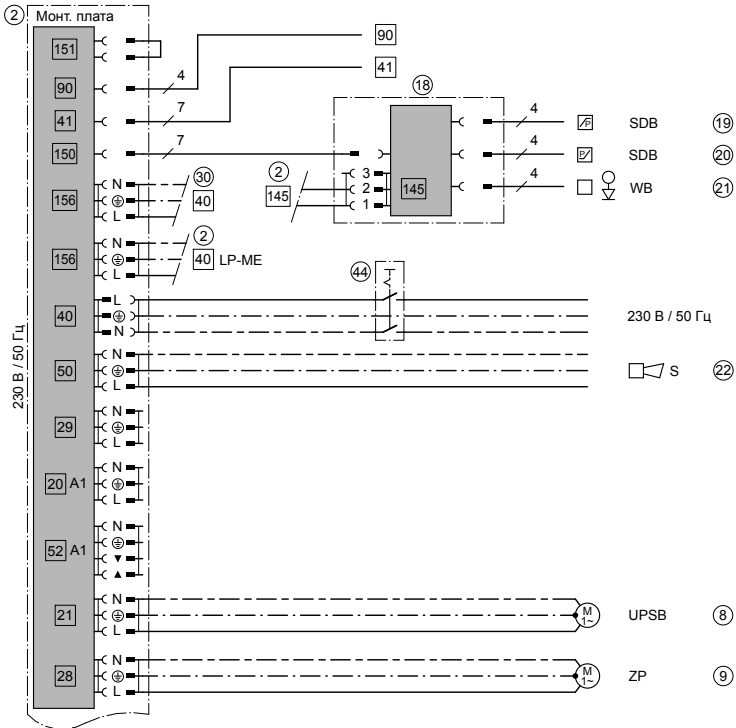 2 Монт. плата
151
90 4 90
41 7 41
150 7
18
4 P SDB 19
4 P SDB 20
4 WB 21
3
2
1
145
2
145
156 N 30
40
L
156 N 2
40 LP-ME
L
44
40 L
N
230 В / 50 Гц
230 В / 50 Гц
50 N
L
S 22
29 N
L
20 A1 N
L
52 A1 N
▼
▲
21 N
L
M
1~
UPSB 8
28 N
L
M
1~
ZP 9